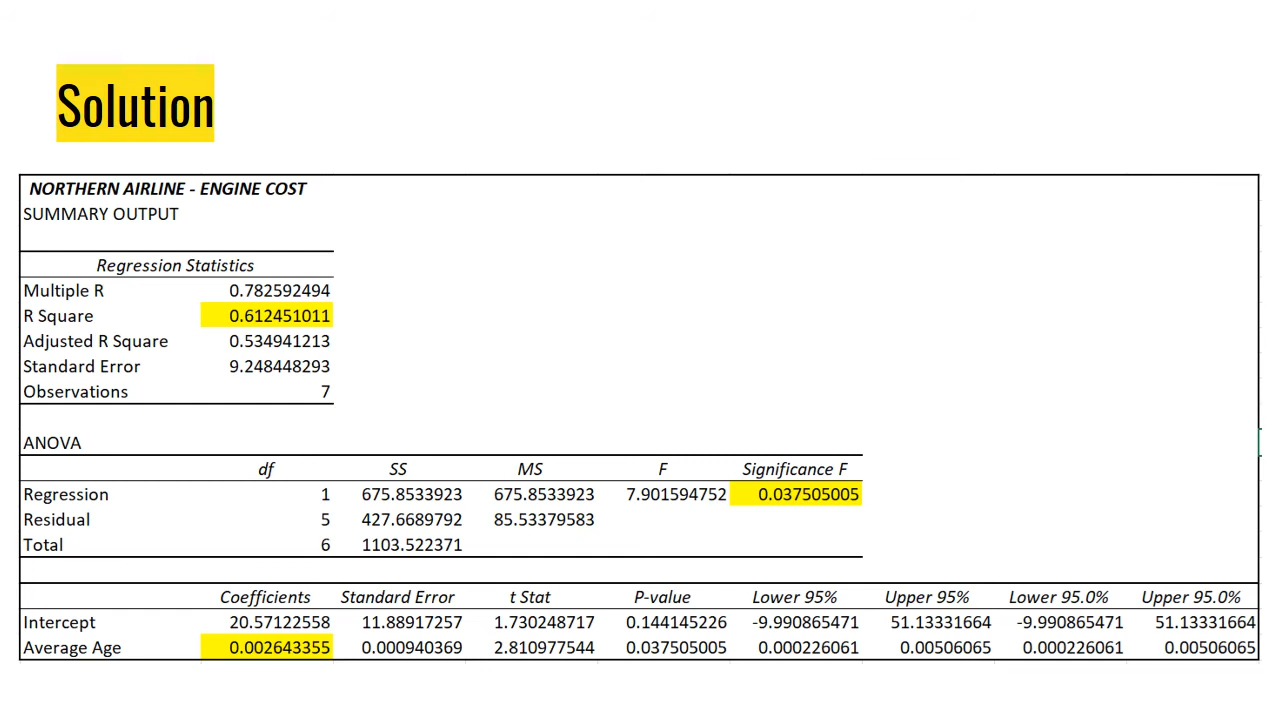 Solution
NORTHERN AIRLINE - ENGINE COST
SUMMARY OUTPUT
Regression Statistics
Multiple R 0.782592494
R Square 0.612451011
Adjusted R Square 0.534941213
Standard Error 9.248448293
Observations 7
ANOVA
df SS MS F Significance F
Regression 1 675.8533923 675.8533923 7.901594752 0.037505005
Residual 5 427.6689792 85.53379583
Total 6 1103.522371
Coefficients Standard Error t Stat P-value Lower 95% Upper 95% Lower 95.0% Upper 95.0%
Intercept 20.57122558 11.88917257 1.730248717 0.144145226 -9.990865471 51.13331664 -9.990865471 51.13331664
Average Age 0.002643355 0.000940369 2.810977544 0.037505005 0.000226061 0.00506065 0.000226061 0.00506065